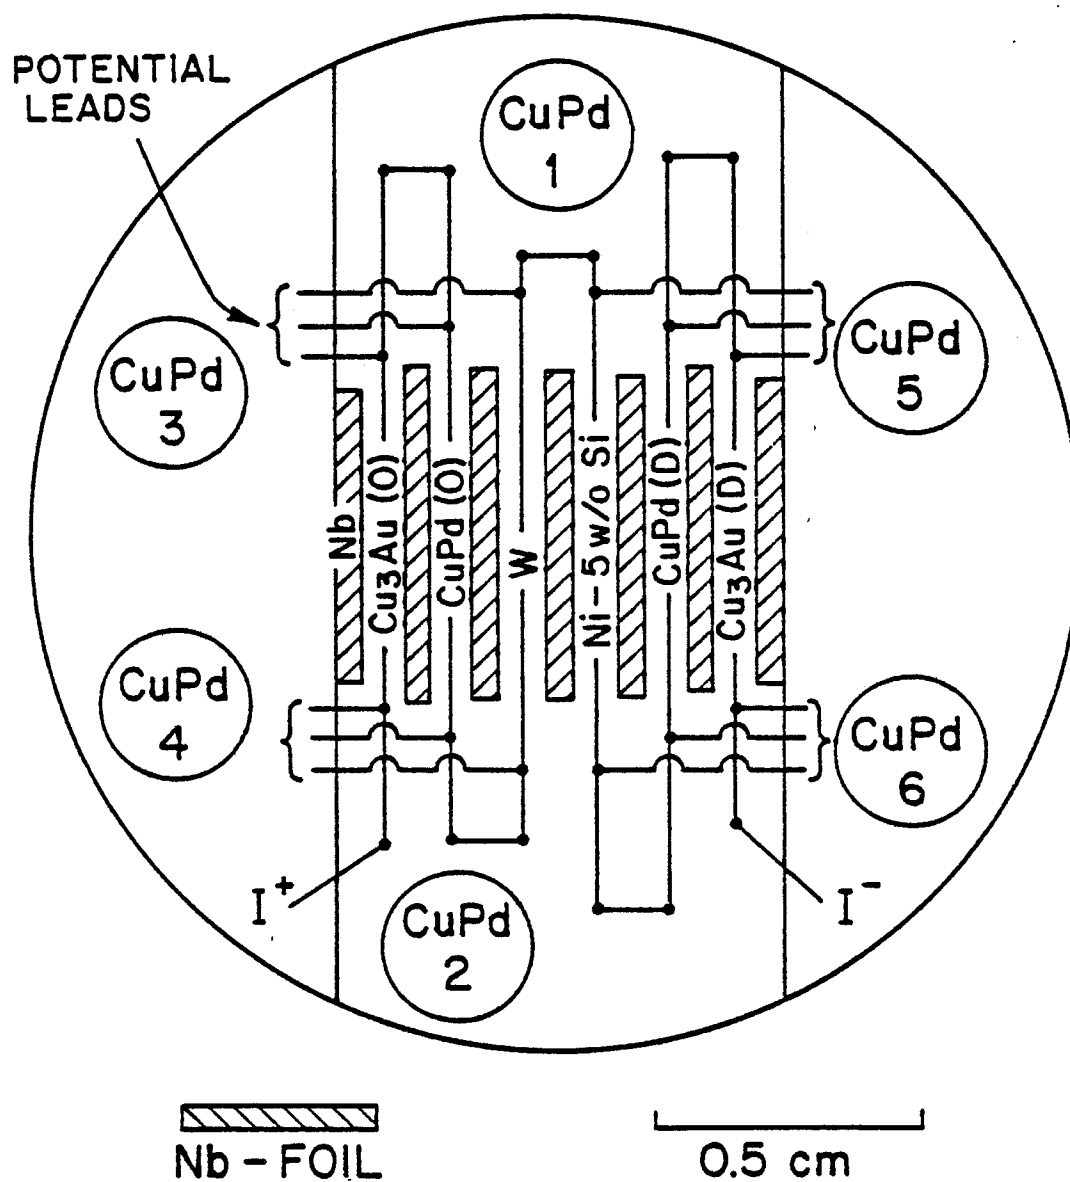 POTENTIAL
LEADS
CuPd
1
CuPd
3
CuPd
5
Nb
Cu₃Au (O)
CuPd (O)
W
Ni-5 w/o Si
CuPd (D)
Cu₃Au (D)
CuPd
4
CuPd
6
I⁺
I⁻
CuPd
2
Nb-FOIL
0.5 cm